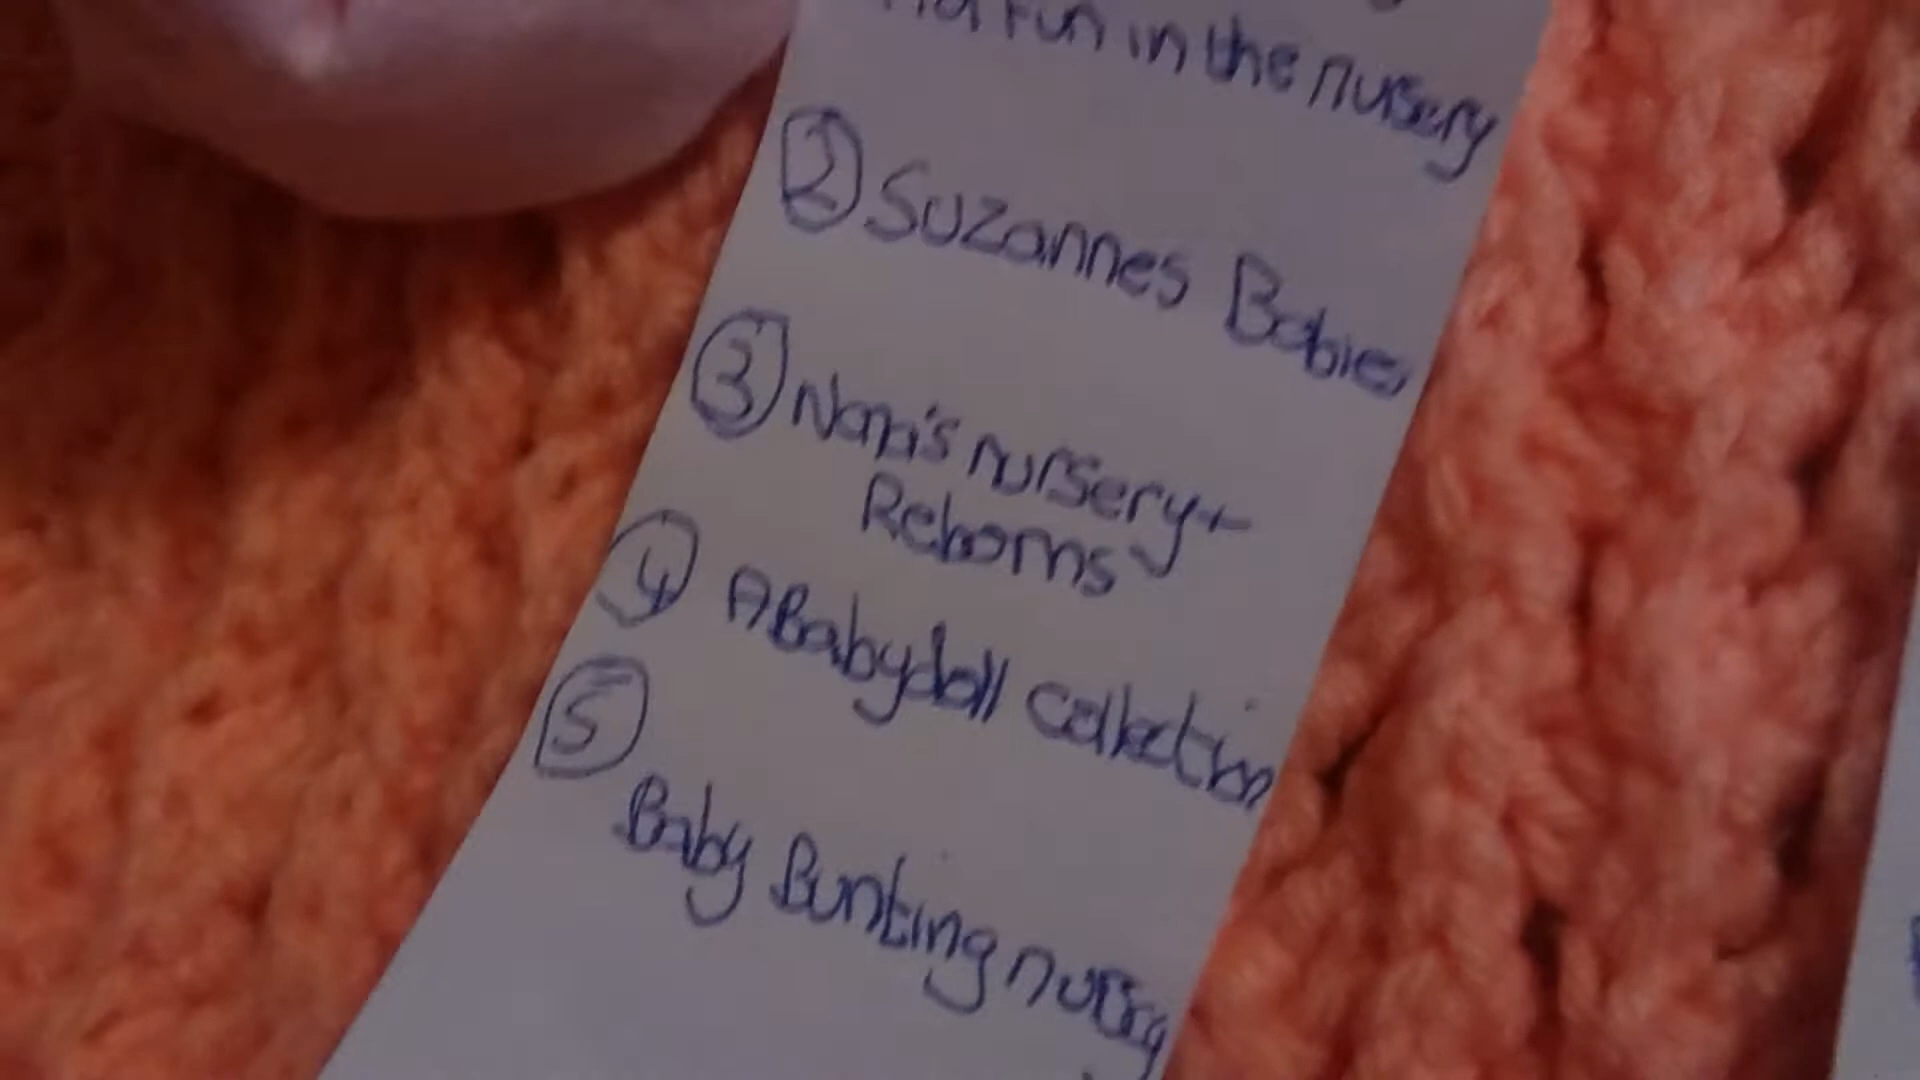 fun in the nursery
② Suzannes Babies
③ Nana's nursery +
Reborns
④ A Babydoll collection
⑤
Baby Bunting nursery